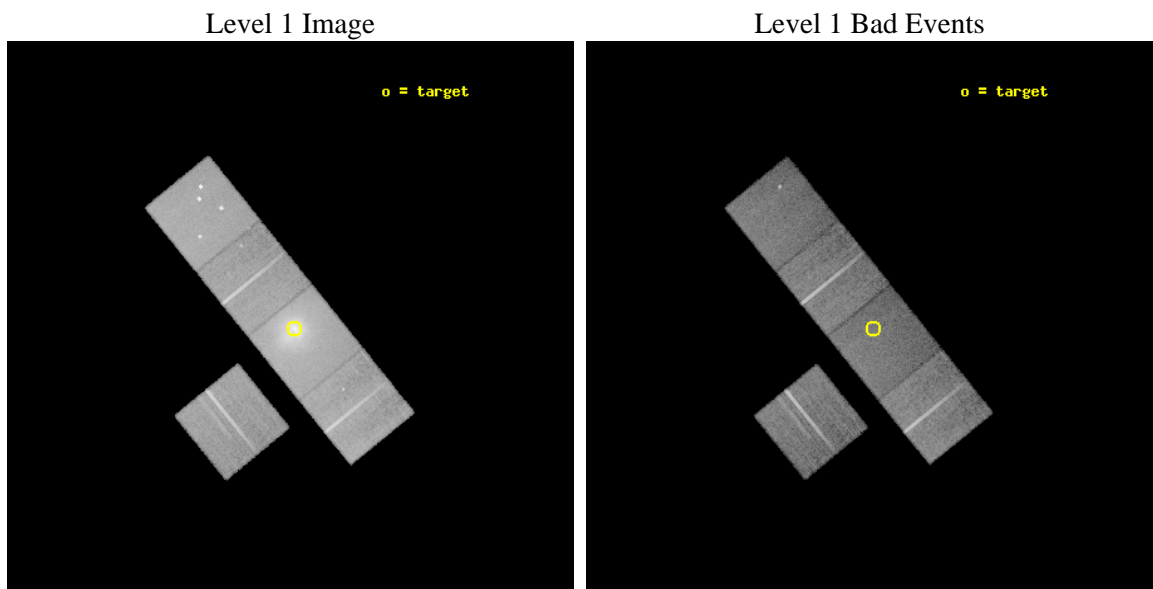 Level 1 Image
Level 1 Bad Events
o = target
o = target